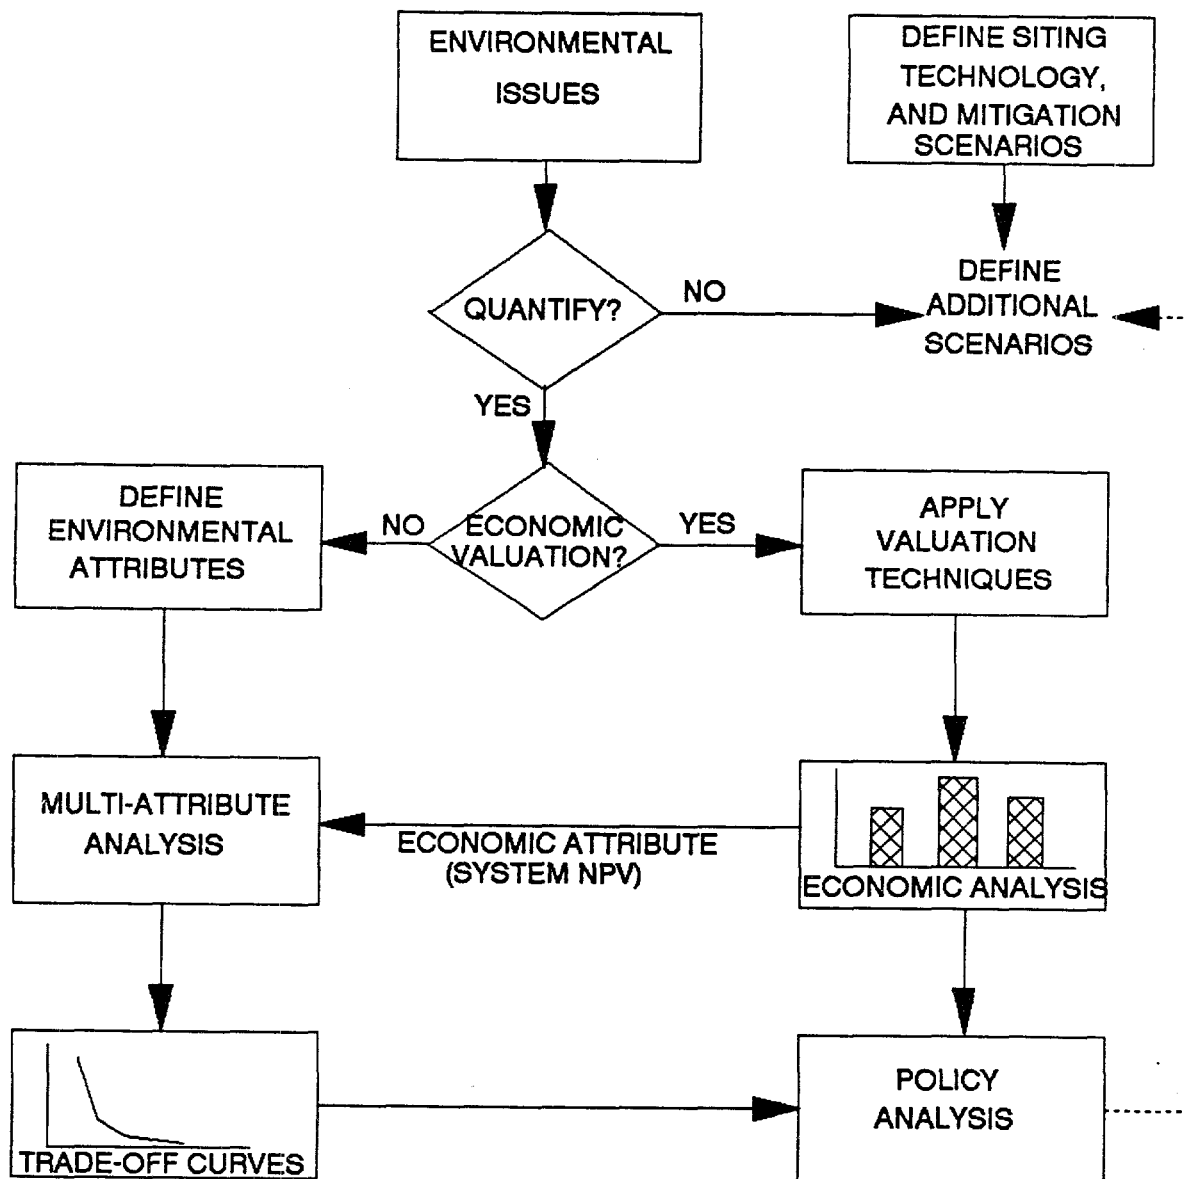 ENVIRONMENTAL
ISSUES
DEFINE SITING
TECHNOLOGY,
AND MITIGATION
SCENARIOS
QUANTIFY?
NO
DEFINE
ADDITIONAL
SCENARIOS
YES
DEFINE
ENVIRONMENTAL
ATTRIBUTES
NO
ECONOMIC
VALUATION?
YES
APPLY
VALUATION
TECHNIQUES
MULTI-ATTRIBUTE
ANALYSIS
ECONOMIC ATTRIBUTE
(SYSTEM NPV)
ECONOMIC ANALYSIS
TRADE-OFF CURVES
POLICY
ANALYSIS